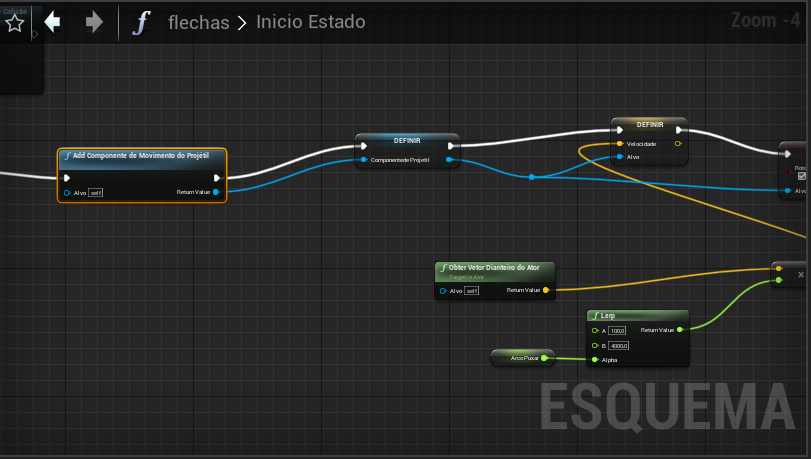 Colisão
flechas > Inicio Estado
Zoom -4
f Add Componente de Movimento do Projétil
Alvo self
Return Value
DEFINIR
Componente de Projetil
DEFINIR
Velocidade
Alvo
Alvo
f Obter Vetor Dianteiro do Ator
Target is Ator
Alvo self
Return Value
f Lerp
A 100,0
Return Value
B 4000,0
Alpha
Arco Puxar
ESQUEMA